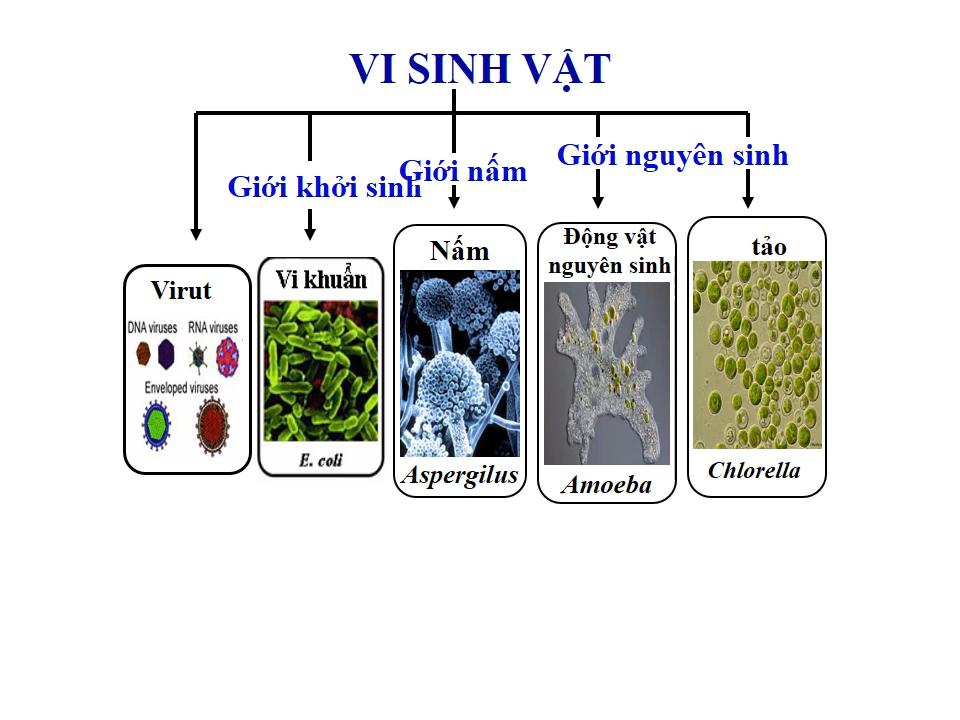 VI SINH VẬT
Giới khởi sinh
Giới nấm
Giới nguyên sinh
Virut
DNA viruses
RNA viruses
Enveloped viruses
Vi khuẩn
E. coli
Nấm
Aspergilus
Động vật
nguyên sinh
Amoeba
tảo
Chlorella